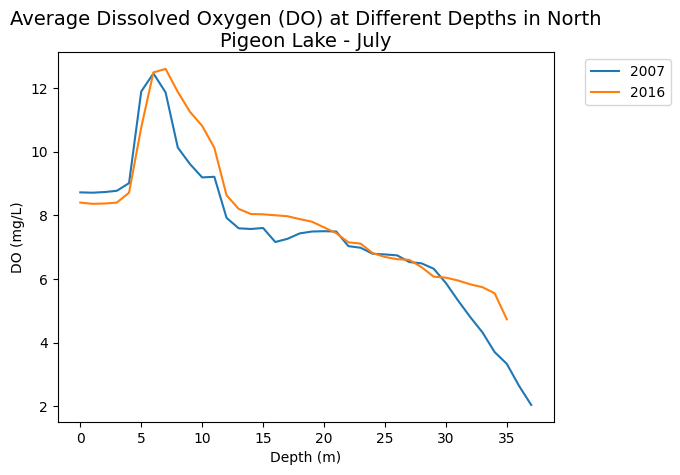 Average Dissolved Oxygen (DO) at Different Depths in North
Pigeon Lake - July
2007
2016
12
10
8
6
4
2
DO (mg/L)
0 5 10 15 20 25 30 35
Depth (m)